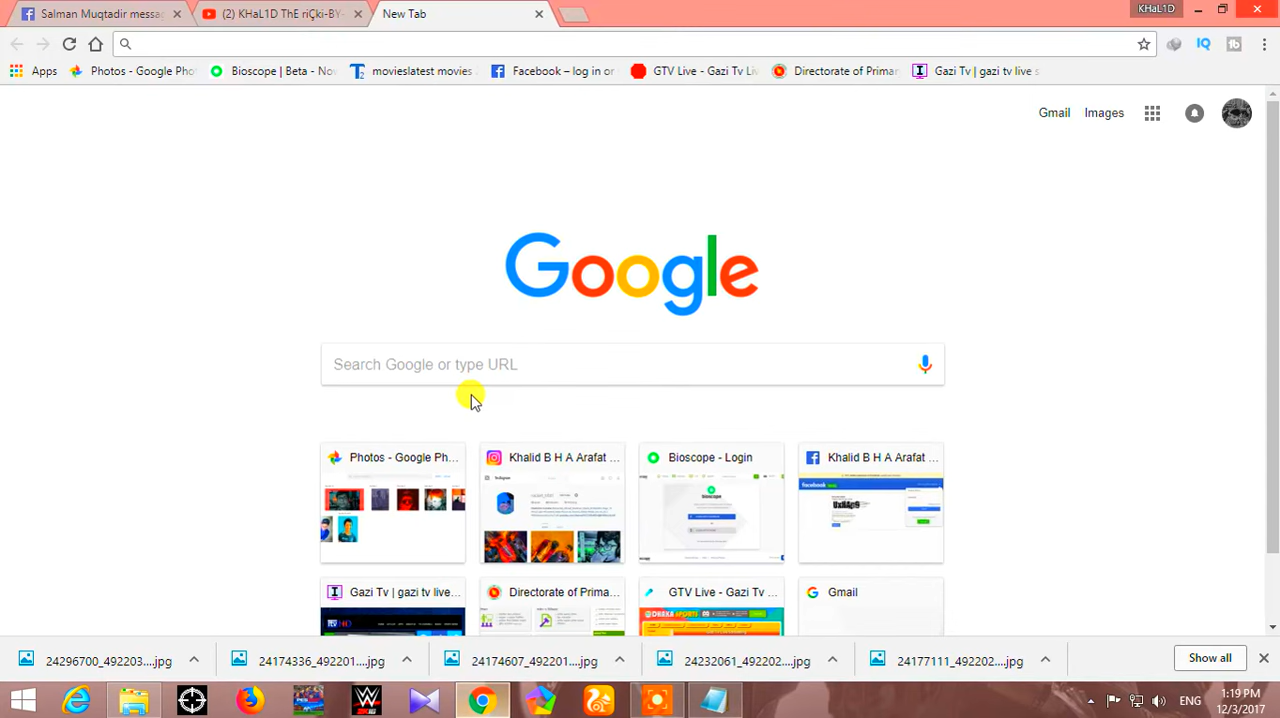 Salman Muqtadir messa
(2) KHaL1D ThE riÇki-BY-
New Tab
KHaL1D
Apps
Photos - Google Pho
Bioscope | Beta - Nov
movieslatest movies
Facebook – log in or
GTV Live - Gazi Tv Li
Directorate of Primar
Gazi Tv | gazi tv live s
Gmail
Images
Google
Search Google or type URL
Photos - Google Ph...
Khalid B H A Arafat ...
Bioscope - Login
Khalid B H A Arafat ...
Gazi Tv | gazi tv live...
Directorate of Prima...
GTV Live - Gazi Tv ...
Gmail
24296700_492203....jpg
24174336_492201....jpg
24174607_492201....jpg
24232061_492202....jpg
24177111_492202....jpg
Show all
ENG
1:19 PM
12/3/2017